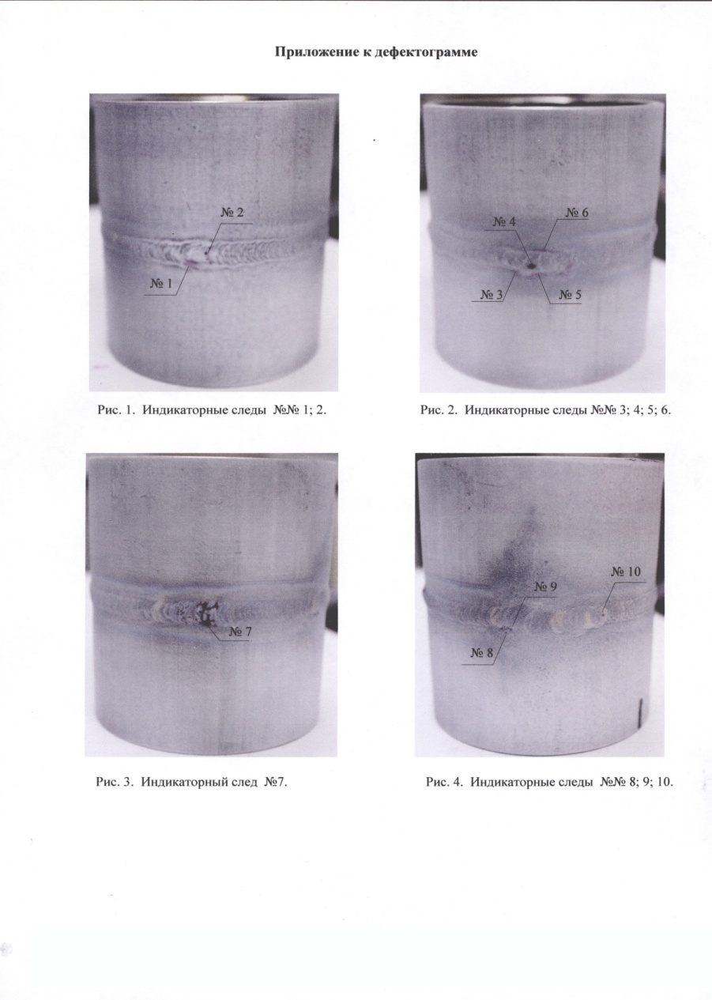 Приложение к дефектограмме
№ 2
№ 1
Рис. 1. Индикаторные следы №№ 1; 2.
№ 6
№ 4
№ 3
№ 5
Рис. 2. Индикаторные следы №№ 3; 4; 5; 6.
№ 7
Рис. 3. Индикаторный след №7.
№ 10
№ 9
№ 8
Рис. 4. Индикаторные следы №№ 8; 9; 10.